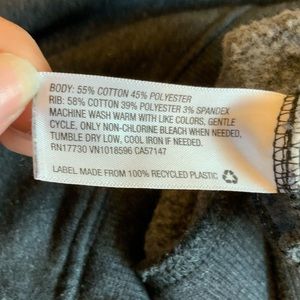 BODY: 55% COTTON 45% POLYESTER
RIB: 58% COTTON 39% POLYESTER 3% SPANDEX
MACHINE WASH WARM WITH LIKE COLORS, GENTLE
CYCLE, ONLY NON-CHLORINE BLEACH WHEN NEEDED,
TUMBLE DRY LOW, COOL IRON IF NEEDED.
RN17730 VN1018596 CA57147
LABEL MADE FROM 100% RECYCLED PLASTIC